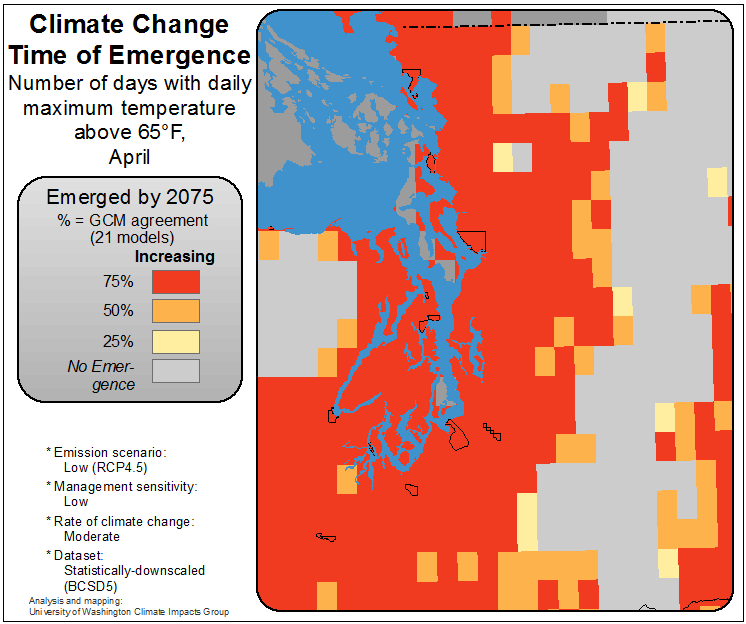 Climate Change
Time of Emergence
Number of days with daily
maximum temperature
above 65°F,
April
Emerged by 2075
% = GCM agreement
(21 models)
Increasing
75%
50%
25%
No Emer-
gence
* Emission scenario:
Low (RCP4.5)
* Management sensitivity:
Low
* Rate of climate change:
Moderate
* Dataset:
Statistically-downscaled
(BCSD5)
Analysis and mapping:
University of Washington Climate Impacts Group